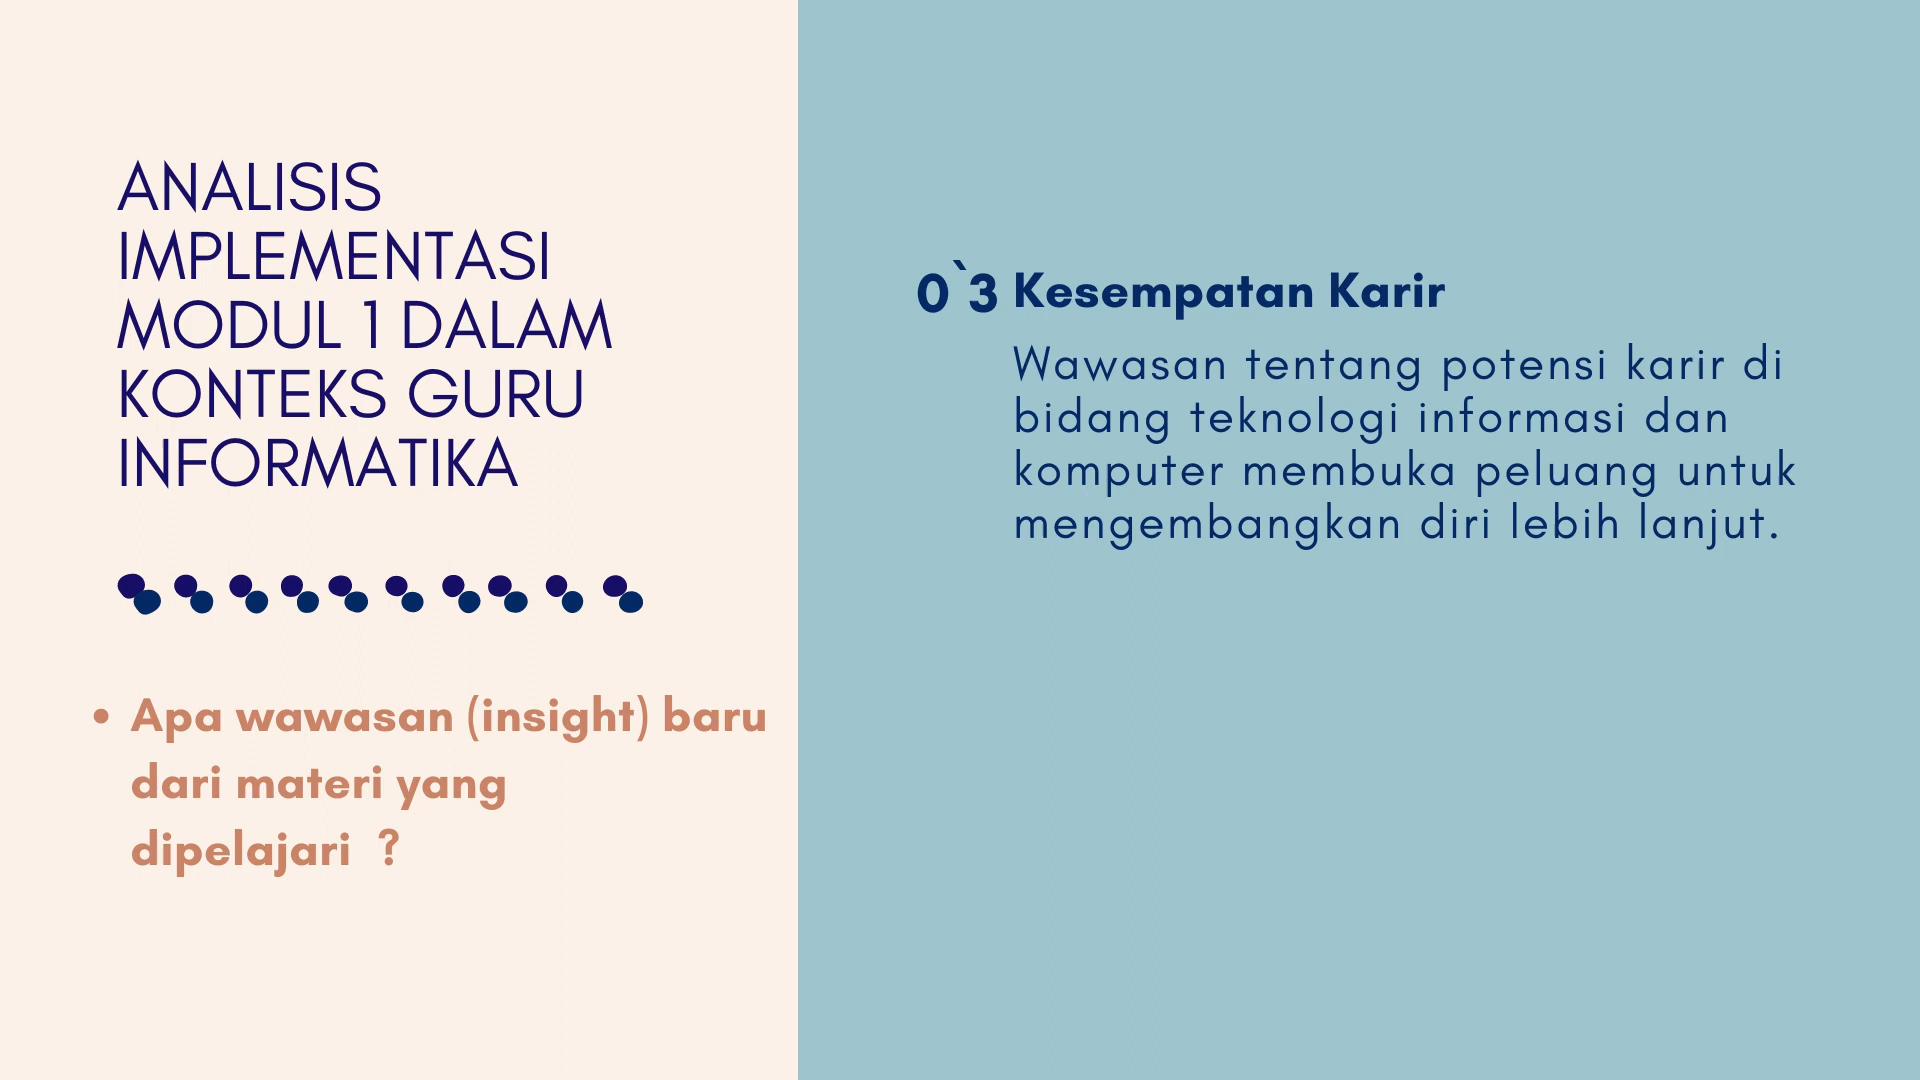 ANALISIS
IMPLEMENTASI
MODUL 1 DALAM
KONTEKS GURU
INFORMATIKA
• Apa wawasan (insight) baru
dari materi yang
dipelajari  ?
0`3 Kesempatan Karir
Wawasan tentang potensi karir di
bidang teknologi informasi dan
komputer membuka peluang untuk
mengembangkan diri lebih lanjut.